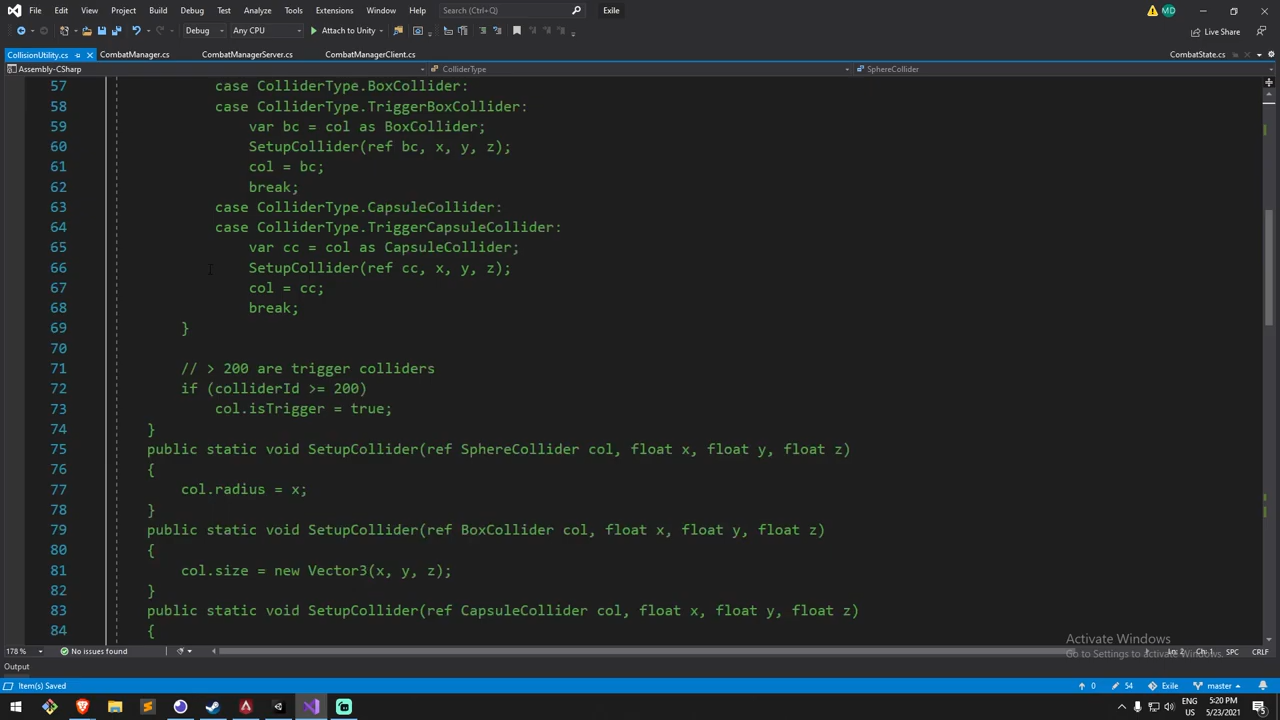 File Edit View Project Build Debug Test Analyze Tools Extensions Window Help Search (Ctrl+Q) Exile MD
Debug Any CPU Attach to Unity Live Share
CollisionUtility.cs CombatManager.cs CombatManagerServer.cs CombatManagerClient.cs CombatState.cs
Assembly-CSharp ColliderType SphereCollider
57 case ColliderType.BoxCollider:
58 case ColliderType.TriggerBoxCollider:
59 var bc = col as BoxCollider;
60 SetupCollider(ref bc, x, y, z);
61 col = bc;
62 break;
63 case ColliderType.CapsuleCollider:
64 case ColliderType.TriggerCapsuleCollider:
65 var cc = col as CapsuleCollider;
66 SetupCollider(ref cc, x, y, z);
67 col = cc;
68 break;
69 }
70
71 // > 200 are trigger colliders
72 if (colliderId >= 200)
73 col.isTrigger = true;
74 }
75 public static void SetupCollider(ref SphereCollider col, float x, float y, float z)
76 {
77 col.radius = x;
78 }
79 public static void SetupCollider(ref BoxCollider col, float x, float y, float z)
80 {
81 col.size = new Vector3(x, y, z);
82 }
83 public static void SetupCollider(ref CapsuleCollider col, float x, float y, float z)
84 {
Activate Windows
Go to Settings to activate Windows.
178 % No issues found Ln: 2 Ch: 1 SPC CRLF
Output
Item(s) Saved 0 54 Exile master
ENG 5:20 PM
US 5/23/2021 5